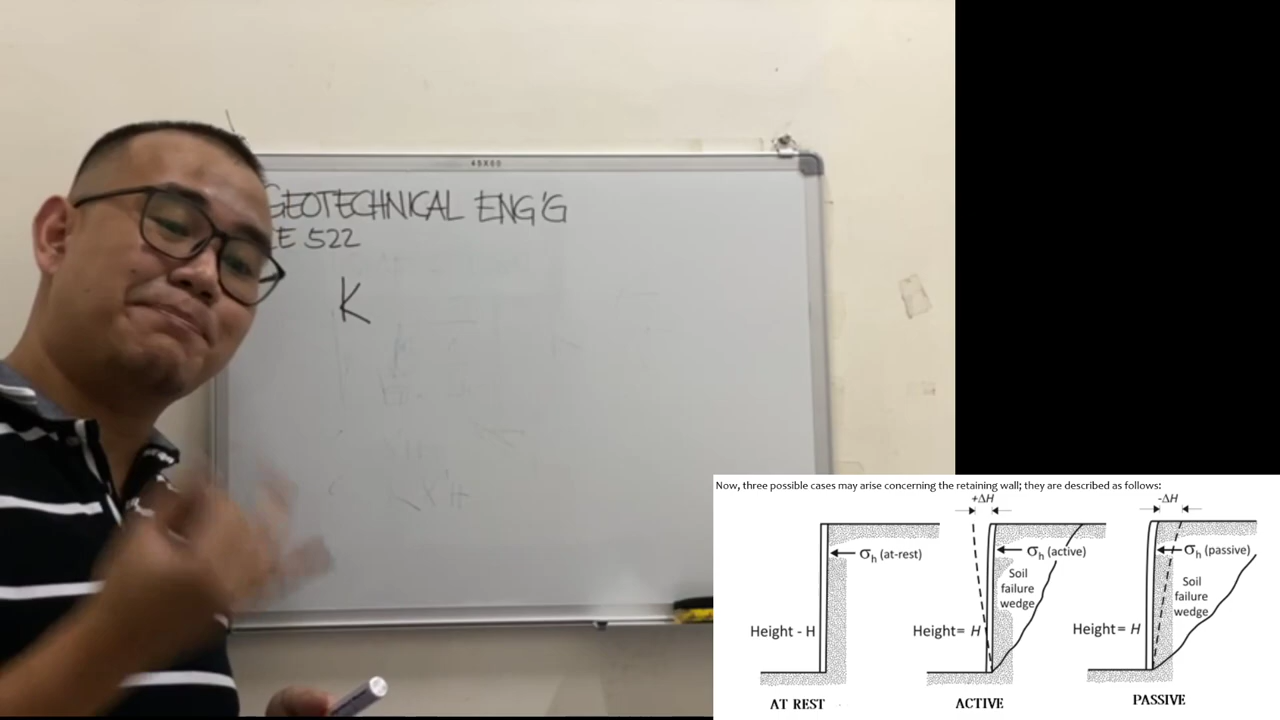 45X60
GEOTECHNICAL ENG'G
CE 522
K
Now, three possible cases may arise concerning the retaining wall; they are described as follows:
+ΔH
-ΔH
σh (at-rest)
σh (active)
σh (passive)
Soil
failure
wedge
Soil
failure
wedge
Height - H
Height= H
Height= H
AT REST
ACTIVE
PASSIVE